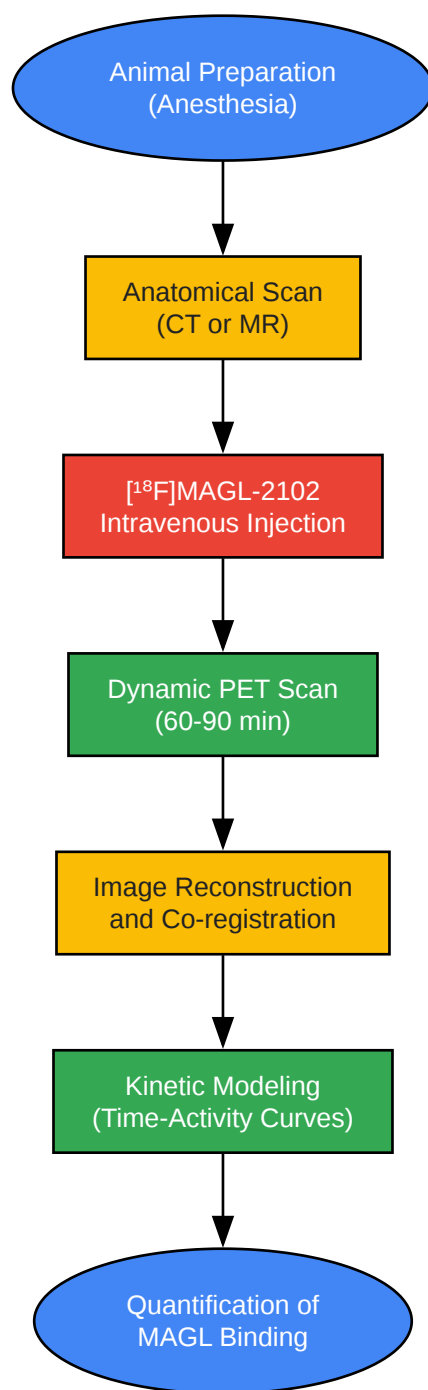 Animal Preparation
(Anesthesia)
Anatomical Scan
(CT or MR)
[¹⁸F]MAGL-2102
Intravenous Injection
Dynamic PET Scan
(60-90 min)
Image Reconstruction
and Co-registration
Kinetic Modeling
(Time-Activity Curves)
Quantification of
MAGL Binding